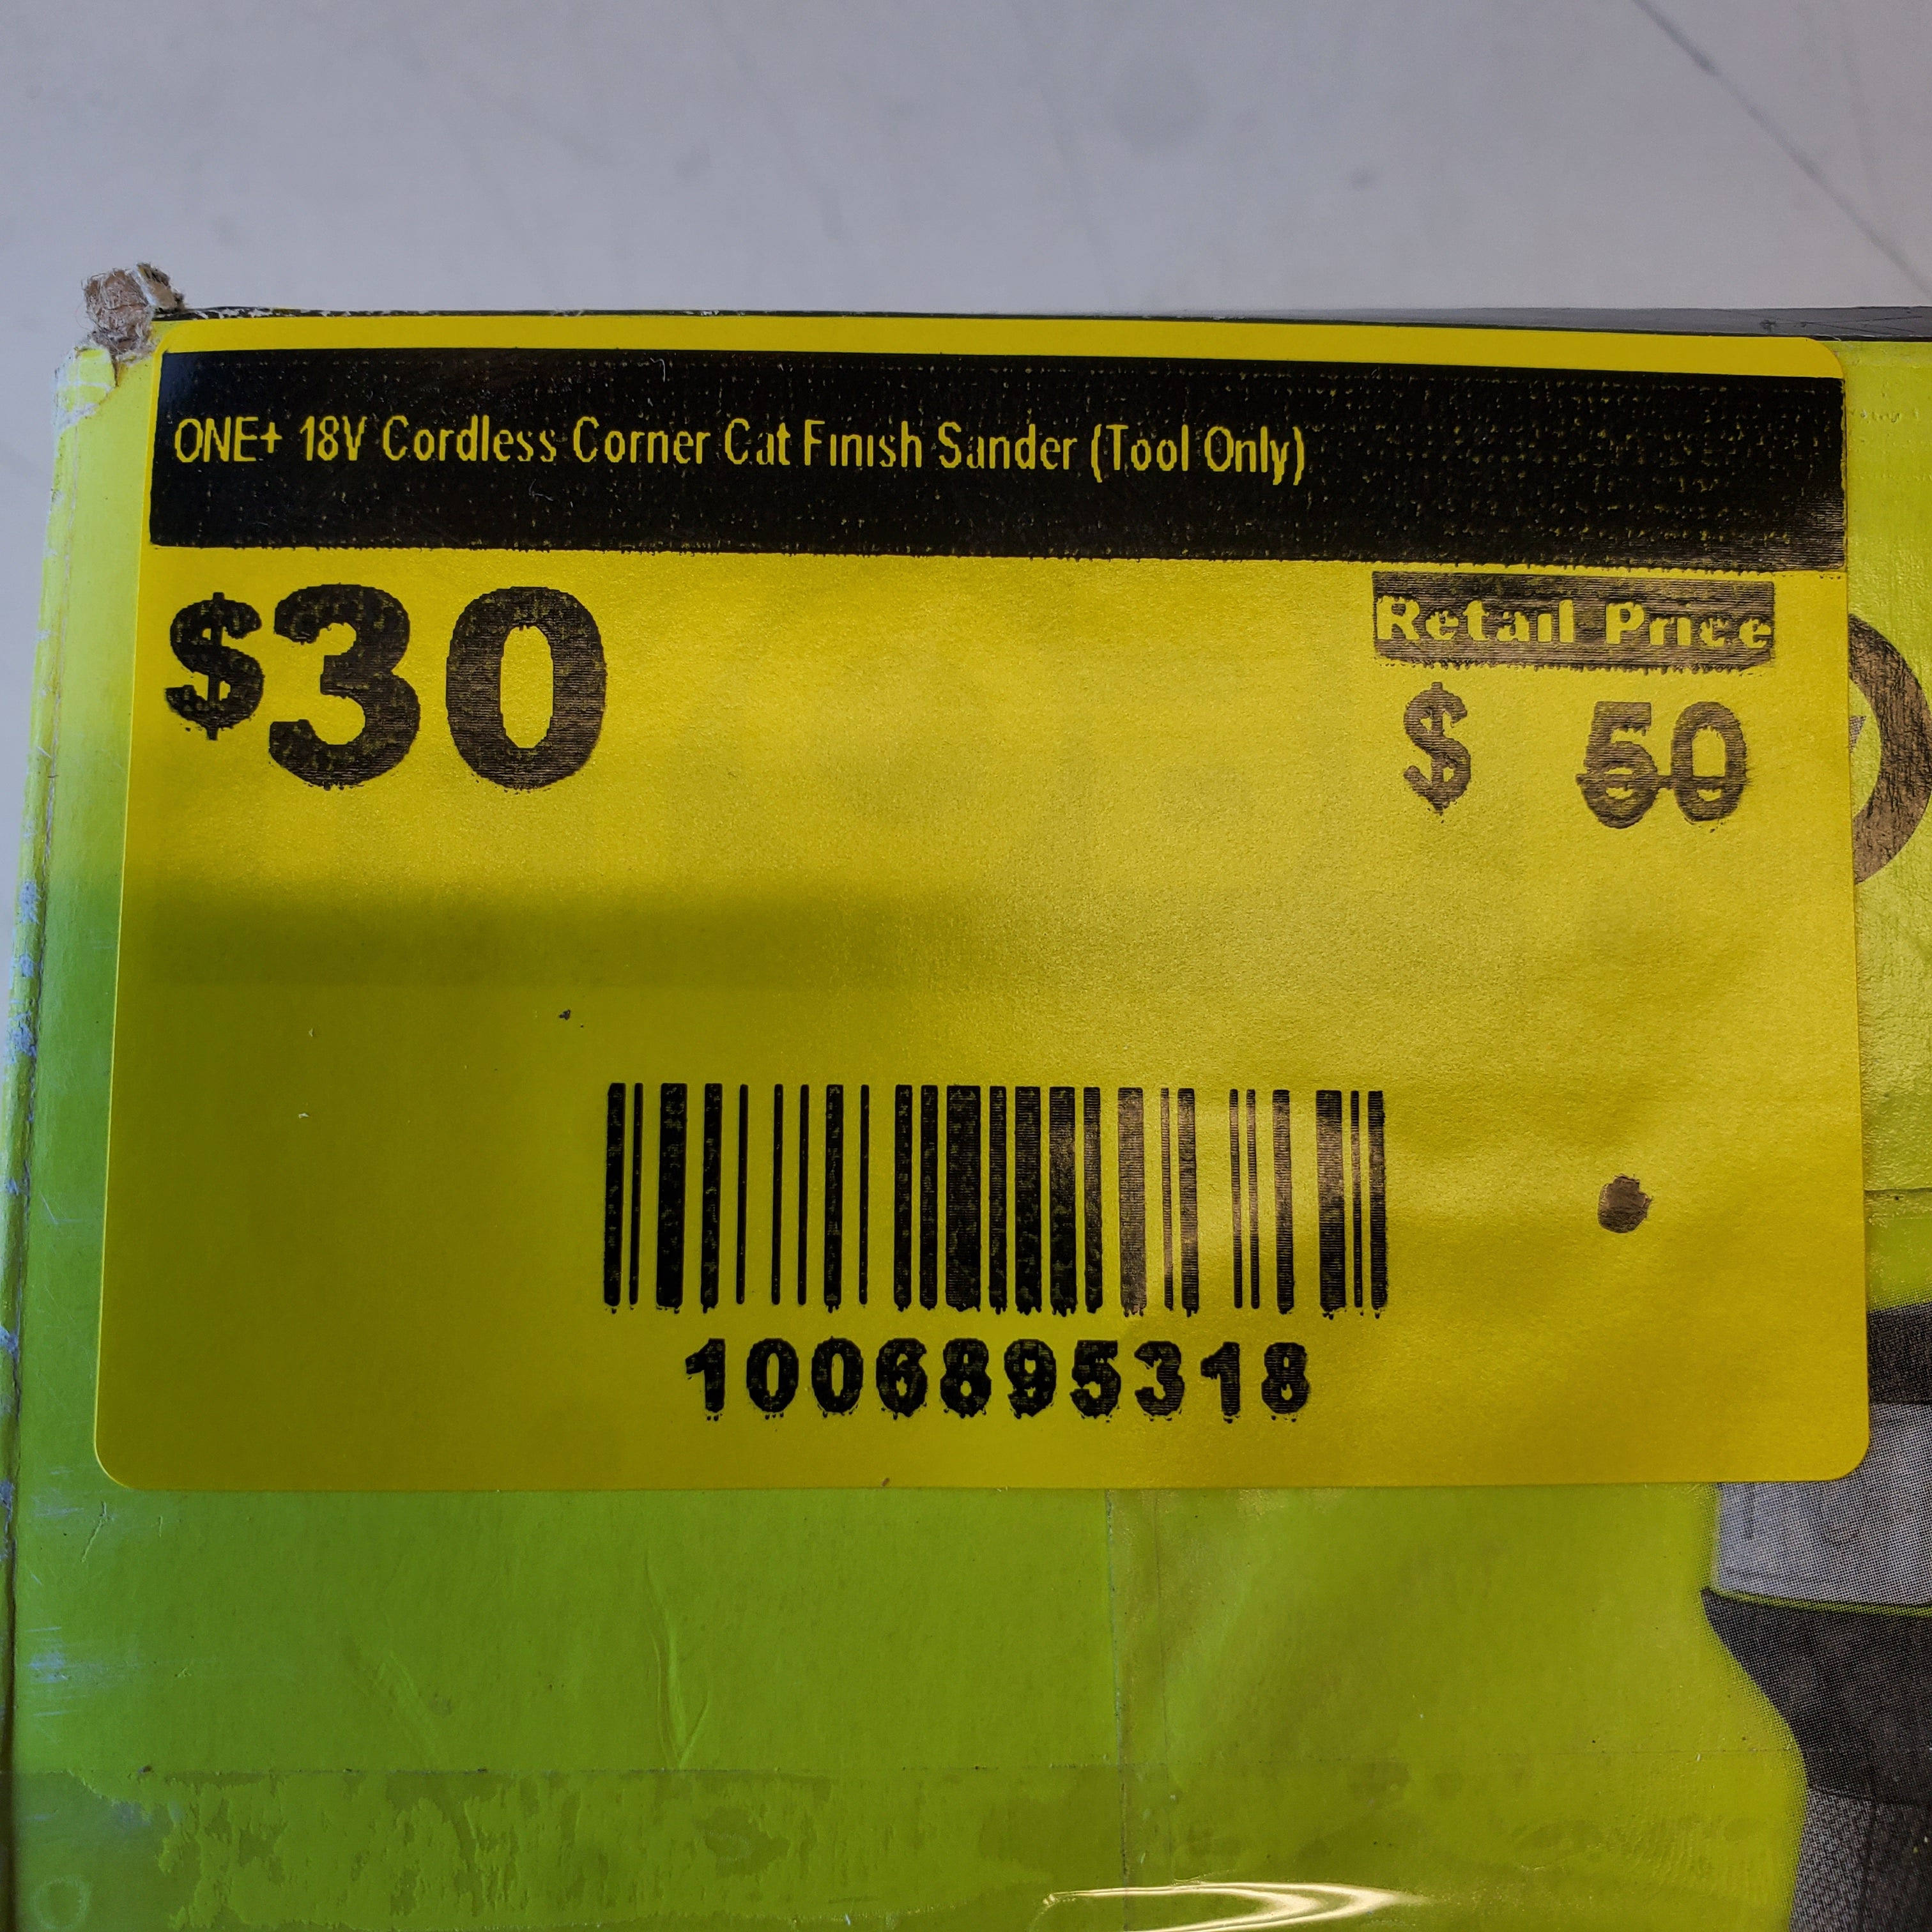 ONE+ 18V Cordless Corner Cat Finish Sander (Tool Only)
$30
Retail Price
$ 50
1006895318